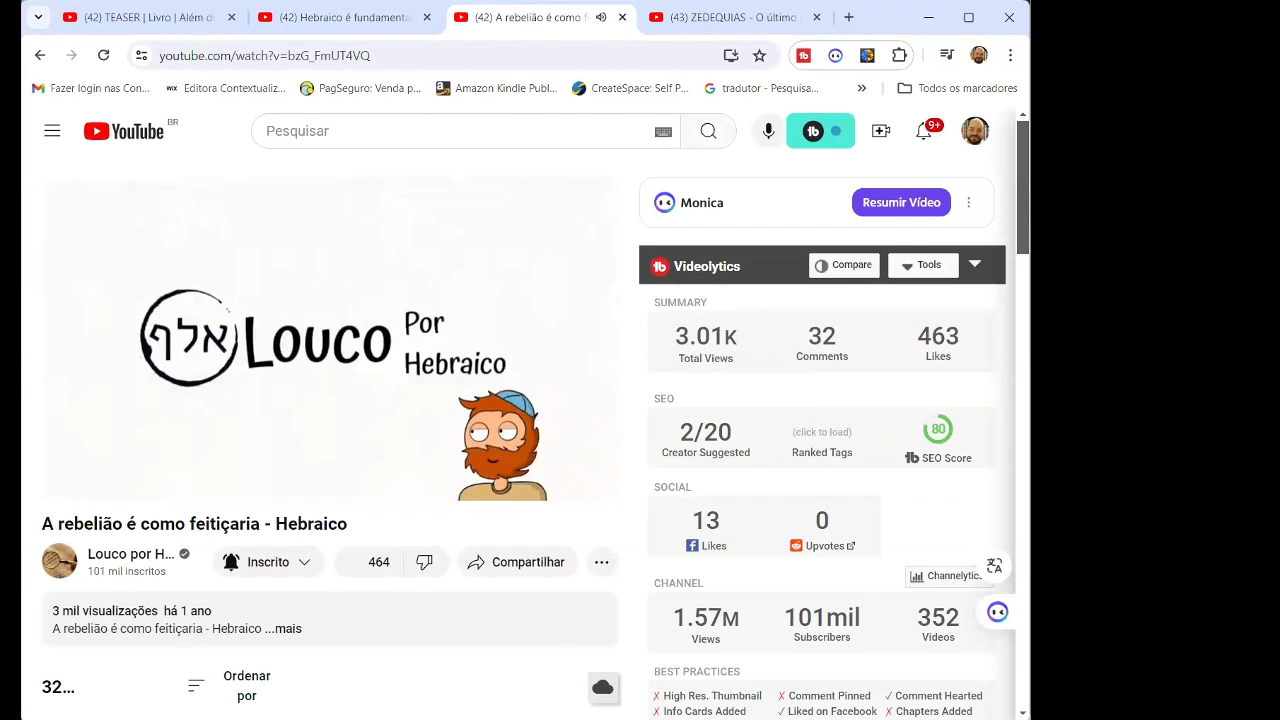 (42) TEASER | Livro | Além d
(42) Hebraico é fundamental
(42) A rebelião é como f
(43) ZEDEQUIAS - O último
youtube.com/watch?v=bzG_FmUT4VQ
Fazer login nas Con...
WIX Editora Contextualiz...
PagSeguro: Venda p...
Amazon Kindle Publ...
CreateSpace: Self P...
tradutor - Pesquisa...
»
Todos os marcadores
YouTube BR
Pesquisar
tb
9+
אלף Louco Por
Hebraico
Monica
Resumir Vídeo
tb Videolytics
Compare
Tools
SUMMARY
3.01K 32 463
Total Views Comments Likes
SEO
2/20 (click to load) 80
Creator Suggested Ranked Tags tb SEO Score
SOCIAL
13 0
Likes Upvotes
CHANNEL
Channelytic
1.57M 101mil 352
Views Subscribers Videos
BEST PRACTICES
X High Res. Thumbnail X Comment Pinned ✓ Comment Hearted
X Info Cards Added ✓ Liked on Facebook X Chapters Added
A rebelião é como feitiçaria - Hebraico
Louco por H...
101 mil inscritos
Inscrito
464
Compartilhar
...
3 mil visualizações há 1 ano
A rebelião é como feitiçaria - Hebraico ...mais
32...
Ordenar
por